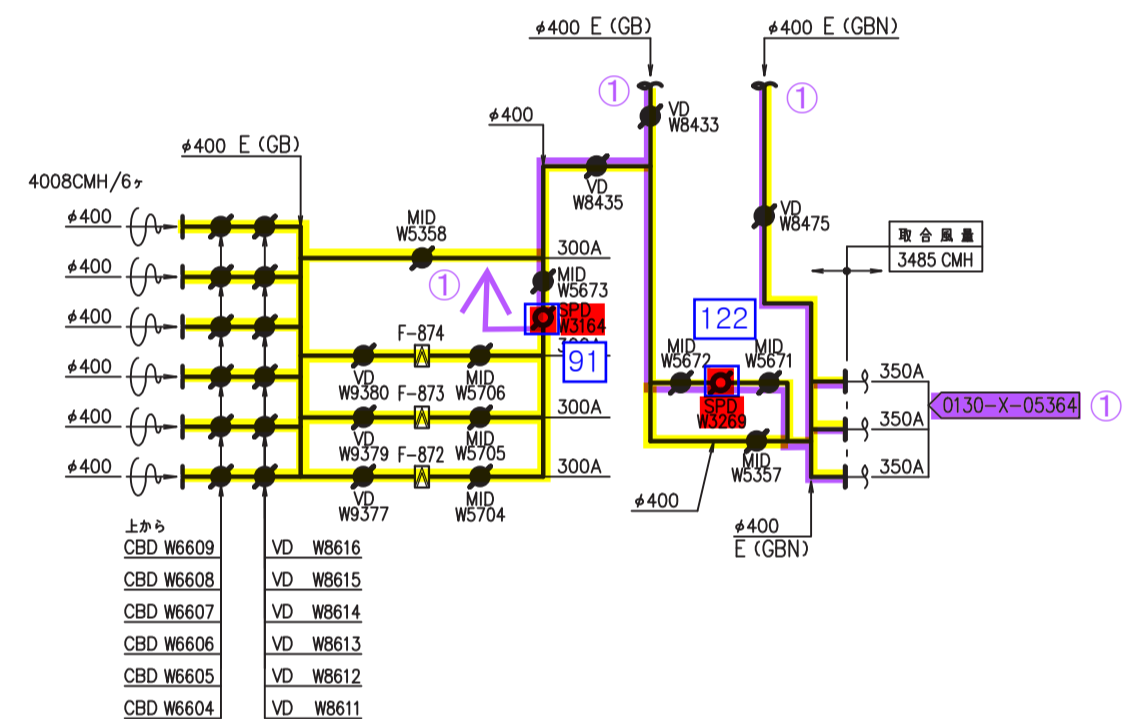 φ400 E (GB)
φ400 E (GBN)
①
①
VD
W8433
φ400
φ400 E (GB)
4008CMH/6ヶ
VD
W8435
VD
W8475
取合風量
3485 CMH
φ400
φ400
φ400
φ400
φ400
φ400
MID
W5358
300A
①
MID
W5673
SPD
W3164
300A
91
122
F-874
VD
W9380
MID
W5706
F-873
300A
VD
W9379
MID
W5705
F-872
300A
VD
W9377
MID
W5704
MID
W5672
MID
W5671
SPD
W3269
MID
W5357
350A
350A
350A
0130-X-05364
①
φ400
φ400
E (GBN)
上から
CBD W6609
CBD W6608
CBD W6607
CBD W6606
CBD W6605
CBD W6604
VD W8616
VD W8615
VD W8614
VD W8613
VD W8612
VD W8611